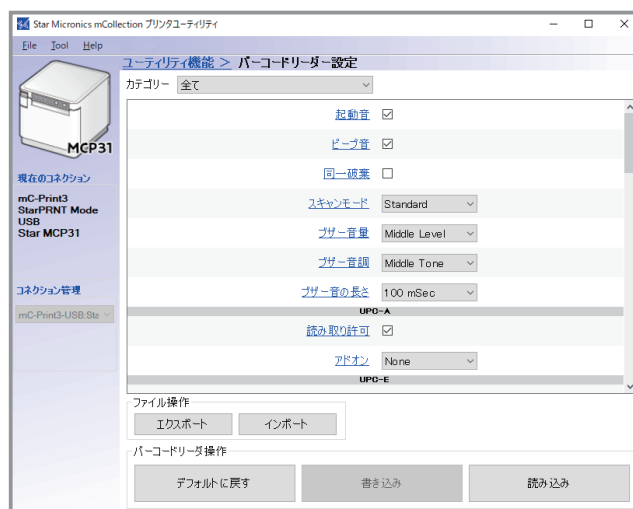 Star Micronics mCollection プリンタユーティリティ
File Tool Help
ユーティリティ機能 > バーコードリーダー設定
カテゴリー 全て
MCP31
現在のコネクション
mC-Print3
StarPRNT Mode
USB
Star MCP31
コネクション管理
mC-Print3-USB:Sta
起動音
ビープ音
同一破棄
スキャンモード Standard
ブザー音量 Middle Level
ブザー音調 Middle Tone
ブザー音の長さ 100 mSec
UPC-A
読み取り許可
アドオン None
UPC-E
ファイル操作
エクスポート インポート
バーコードリーダ操作
デフォルトに戻す 書き込み 読み込み